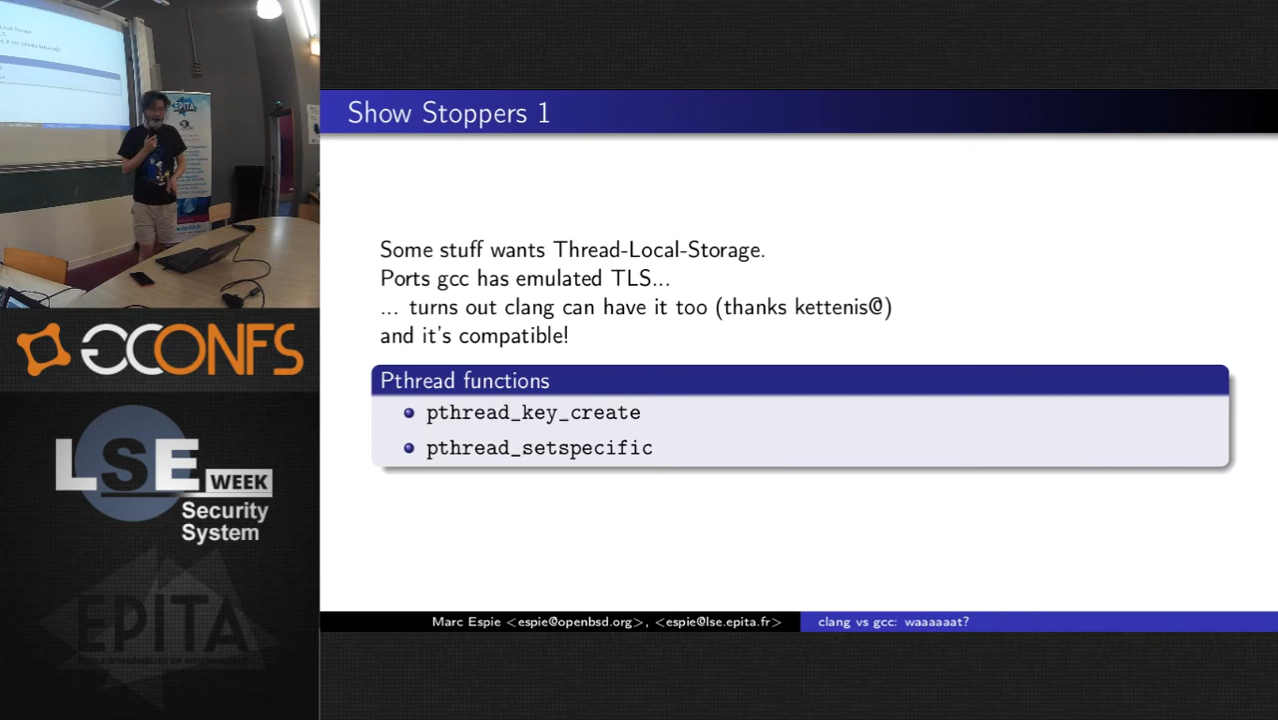 Show Stoppers 1
Some stuff wants Thread-Local-Storage.
Ports gcc has emulated TLS...
... turns out clang can have it too (thanks kettenis@)
and it's compatible!
Pthread functions
pthread_key_create
pthread_setspecific
Marc Espie <espie@openbsd.org>, <espie@lse.epita.fr>
clang vs gcc: waaaaaat?
EPITA
GCONFS
LSE
WEEK
Security
System
EPITA